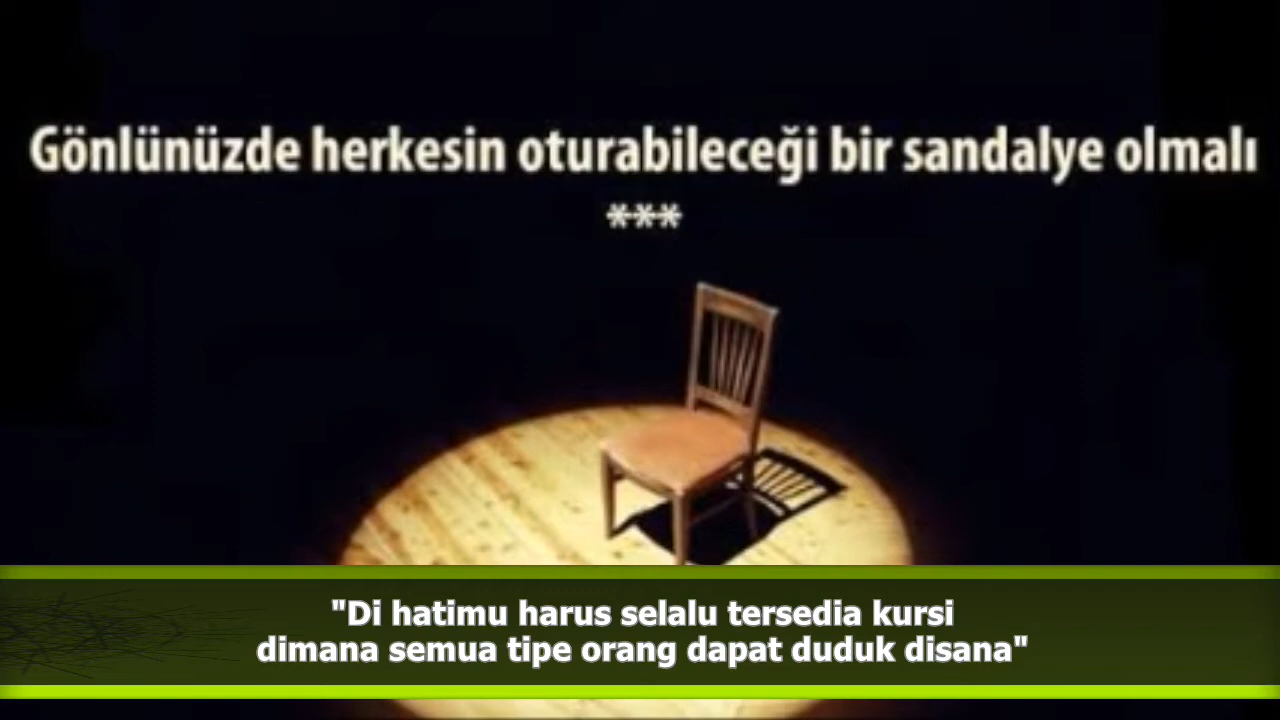 Gönlünüzde herkesin oturabileceği bir sandalye olmalı
***
"Di hatimu harus selalu tersedia kursi
dimana semua tipe orang dapat duduk disana"